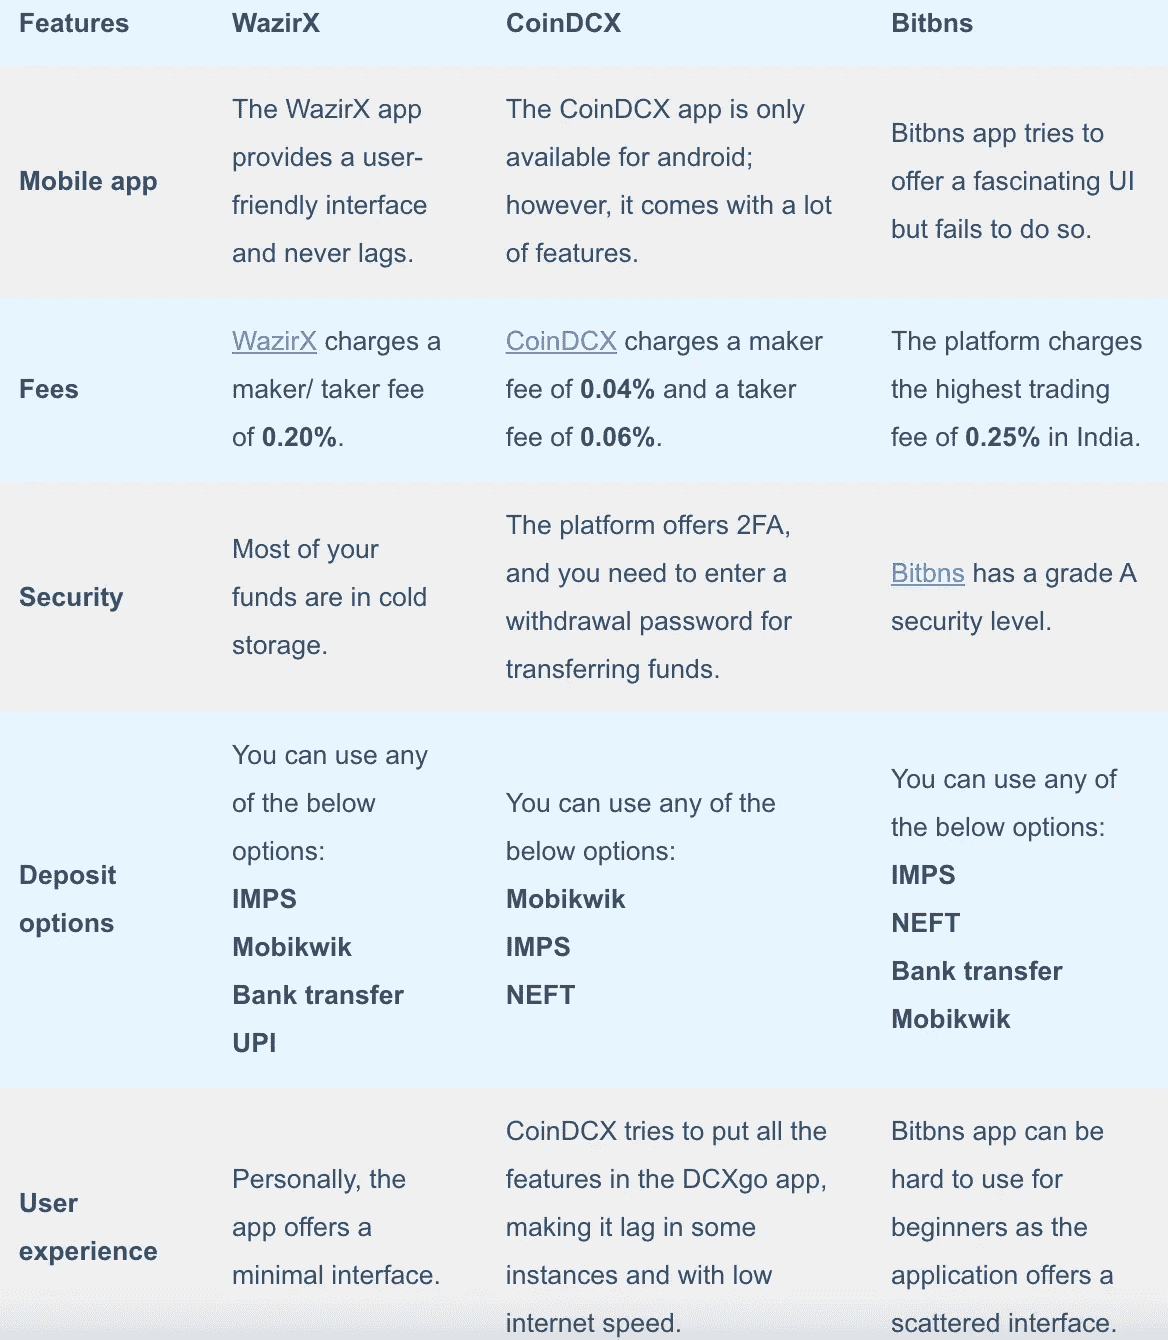 Features
WazirX
CoinDCX
Bitbns
Mobile app
The WazirX app
provides a user-
friendly interface
and never lags.
The CoinDCX app is only
available for android;
however, it comes with a lot
of features.
Bitbns app tries to
offer a fascinating UI
but fails to do so.
Fees
WazirX charges a
maker/ taker fee
of 0.20%.
CoinDCX charges a maker
fee of 0.04% and a taker
fee of 0.06%.
The platform charges
the highest trading
fee of 0.25% in India.
Security
Most of your
funds are in cold
storage.
The platform offers 2FA,
and you need to enter a
withdrawal password for
transferring funds.
Bitbns has a grade A
security level.
Deposit
options
You can use any
of the below
options:
IMPS
Mobikwik
Bank transfer
UPI
You can use any of the
below options:
Mobikwik
IMPS
NEFT
You can use any of
the below options:
IMPS
NEFT
Bank transfer
Mobikwik
User
experience
Personally, the
app offers a
minimal interface.
CoinDCX tries to put all the
features in the DCXgo app,
making it lag in some
instances and with low
internet speed.
Bitbns app can be
hard to use for
beginners as the
application offers a
scattered interface.